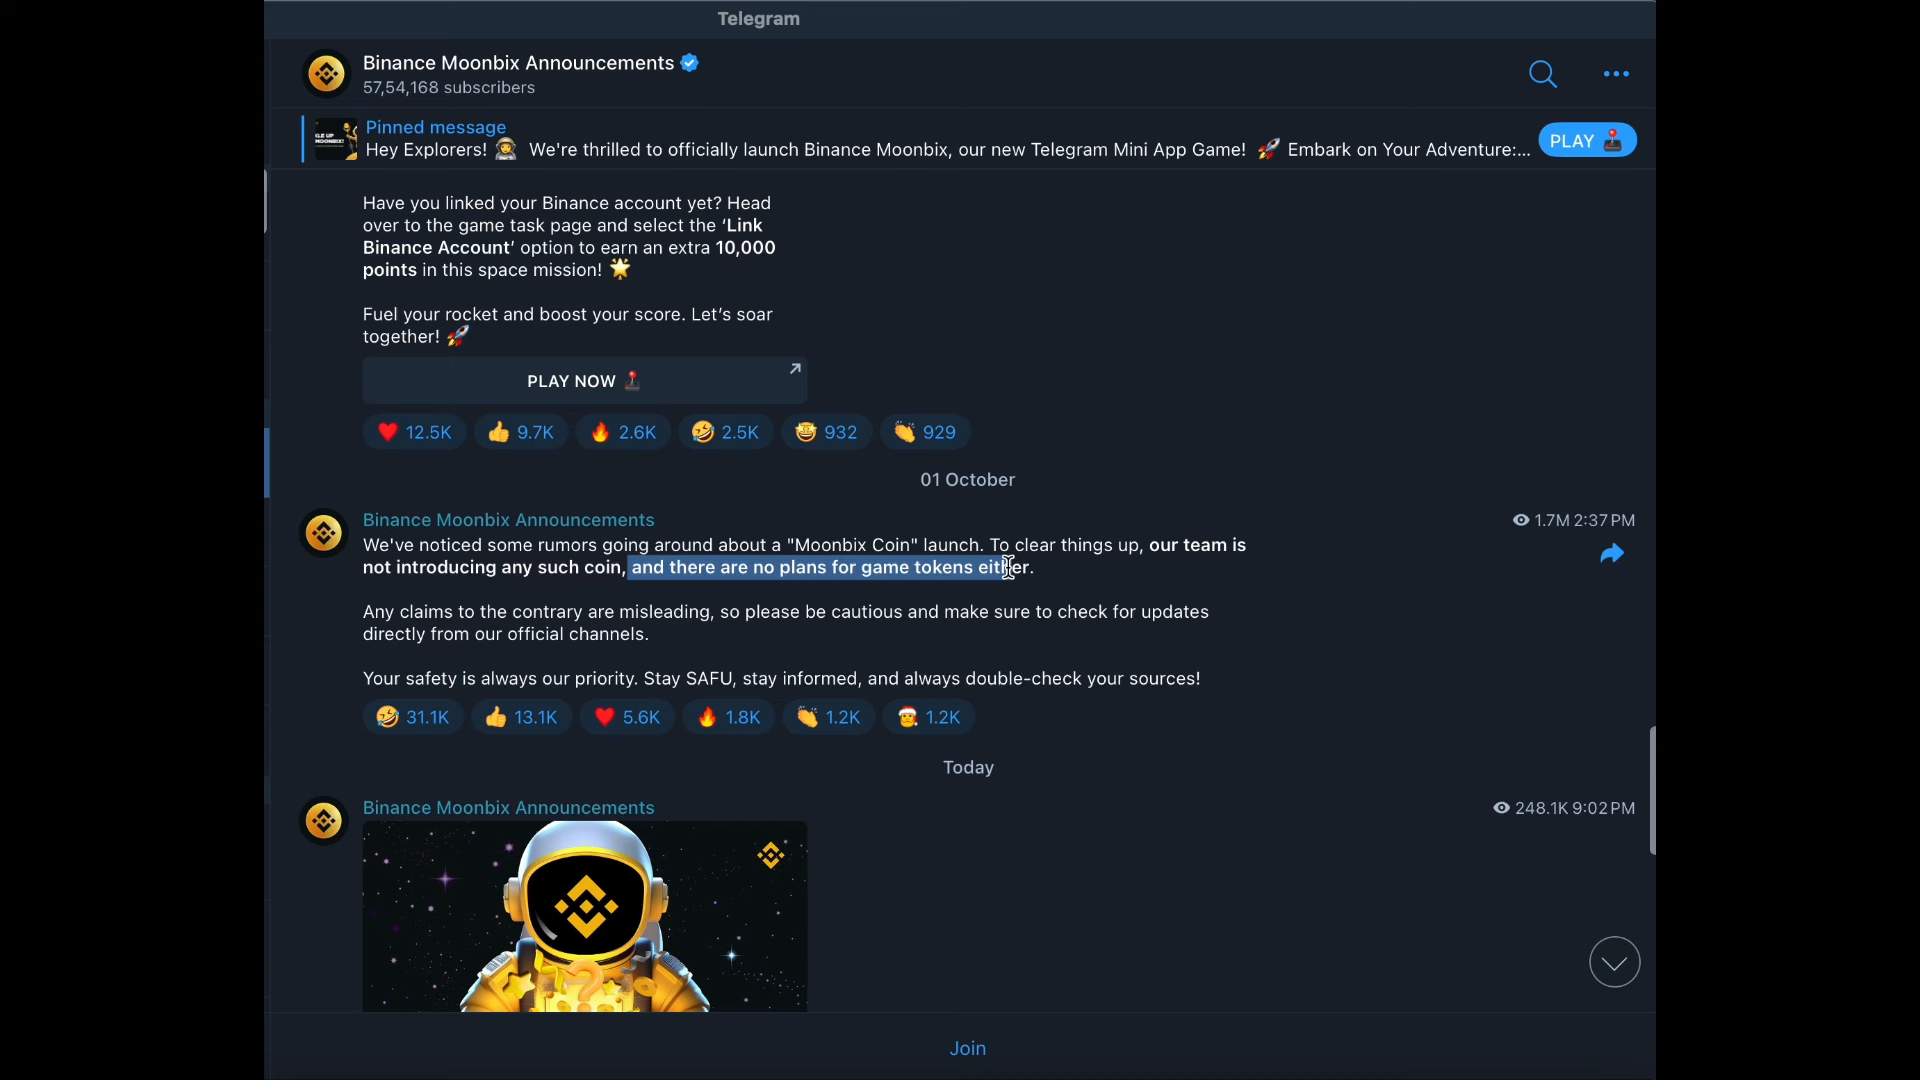 Telegram
Binance Moonbix Announcements
57,54,168 subscribers
Pinned message
Hey Explorers! 👨‍🚀 We're thrilled to officially launch Binance Moonbix, our new Telegram Mini App Game! 🚀 Embark on Your Adventure:...
PLAY 🕹️
Have you linked your Binance account yet? Head
over to the game task page and select the 'Link
Binance Account' option to earn an extra 10,000
points in this space mission! 🌟
Fuel your rocket and boost your score. Let's soar
together! 🚀
PLAY NOW 🕹️
❤️ 12.5K 👍 9.7K 🔥 2.6K 🤣 2.5K 🤩 932 👏 929
01 October
Binance Moonbix Announcements
1.7M 2:37 PM
We've noticed some rumors going around about a "Moonbix Coin" launch. To clear things up, our team is
not introducing any such coin, and there are no plans for game tokens either.
Any claims to the contrary are misleading, so please be cautious and make sure to check for updates
directly from our official channels.
Your safety is always our priority. Stay SAFU, stay informed, and always double-check your sources!
🤣 31.1K 👍 13.1K ❤️ 5.6K 🔥 1.8K 👏 1.2K 🎅 1.2K
Today
Binance Moonbix Announcements
248.1K 9:02 PM
?
Join